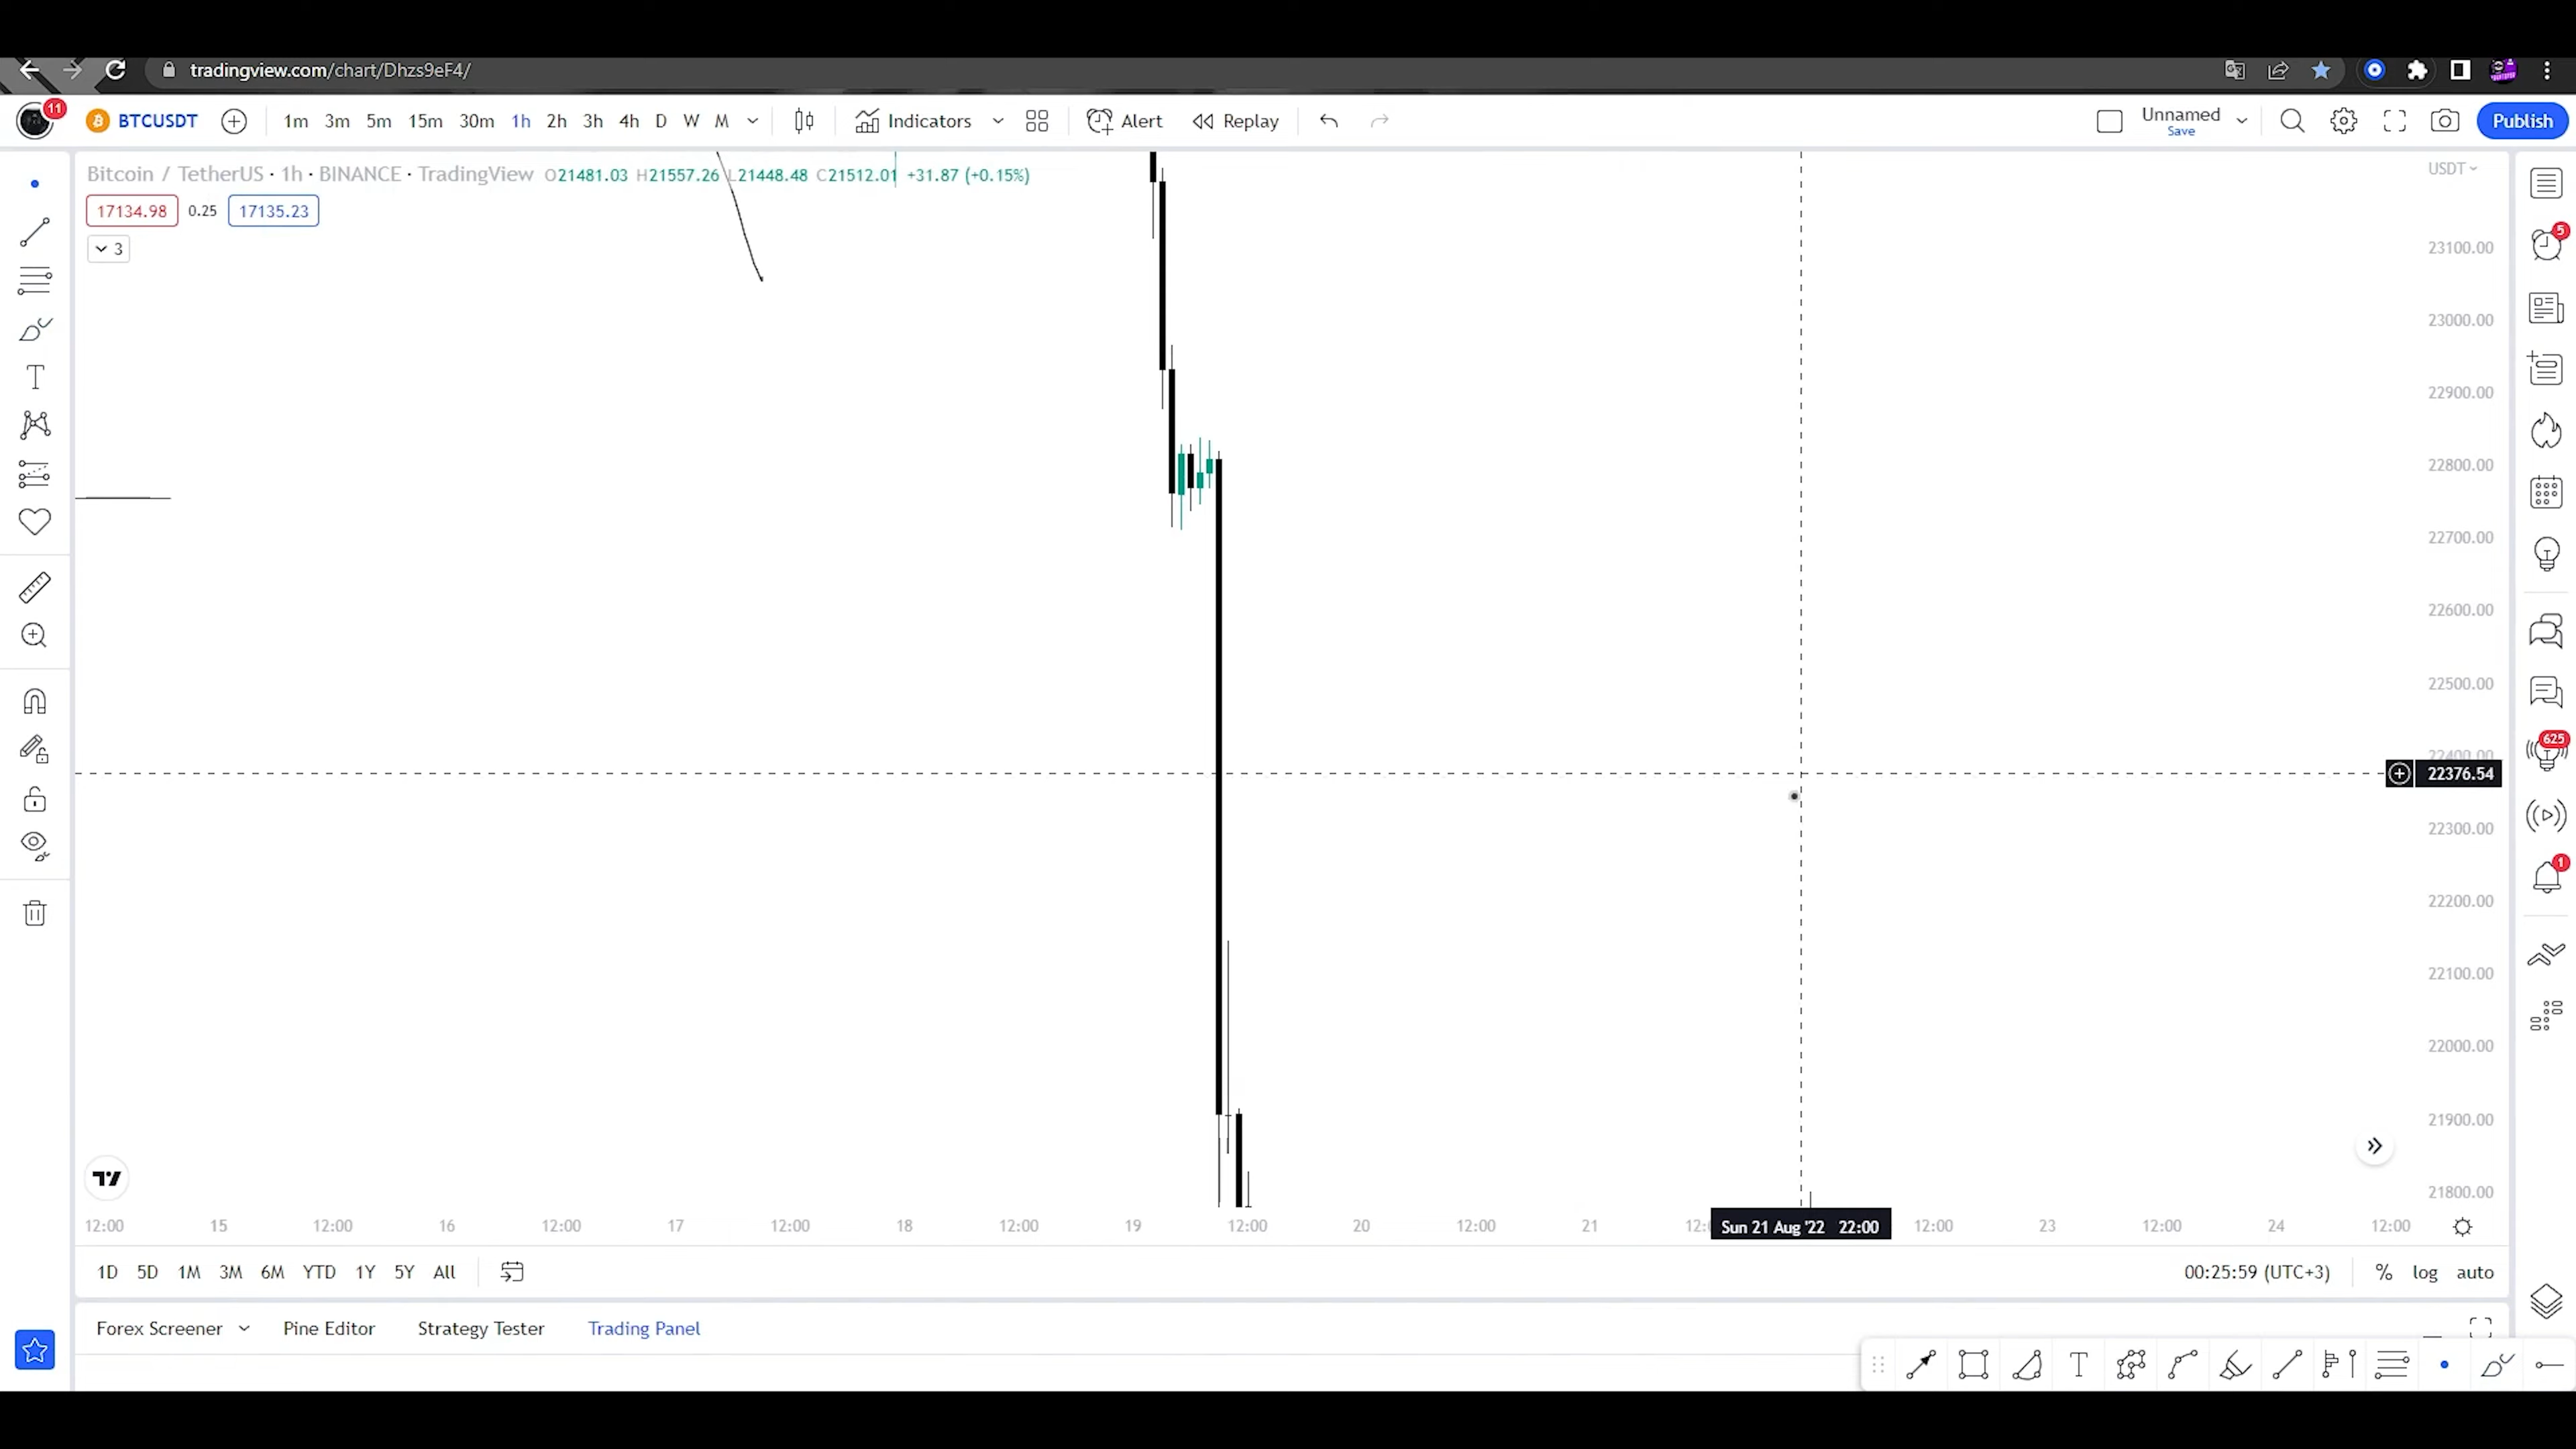 tradingview.com/chart/Dhzs9eF4/
11 BTCUSDT 1m 3m 5m 15m 30m 1h 2h 3h 4h D W M Indicators Alert Replay Unnamed Save Publish
Bitcoin / TetherUS · 1h · BINANCE · TradingView O21481.03 H21557.26 L21448.48 C21512.01 +31.87 (+0.15%)
USDT
17134.98 0.25 17135.23
3
23100.00
23000.00
22900.00
22800.00
22700.00
22600.00
22500.00
22400.00
22376.54
22300.00
22200.00
22100.00
22000.00
21900.00
21800.00
5
625
1
12:00 15 12:00 16 12:00 17 12:00 18 12:00 19 12:00 20 12:00 21 Sun 21 Aug '22 22:00 12:00 23 12:00 24 12:00
1D 5D 1M 3M 6M YTD 1Y 5Y All 00:25:59 (UTC+3) % log auto
Forex Screener Pine Editor Strategy Tester Trading Panel